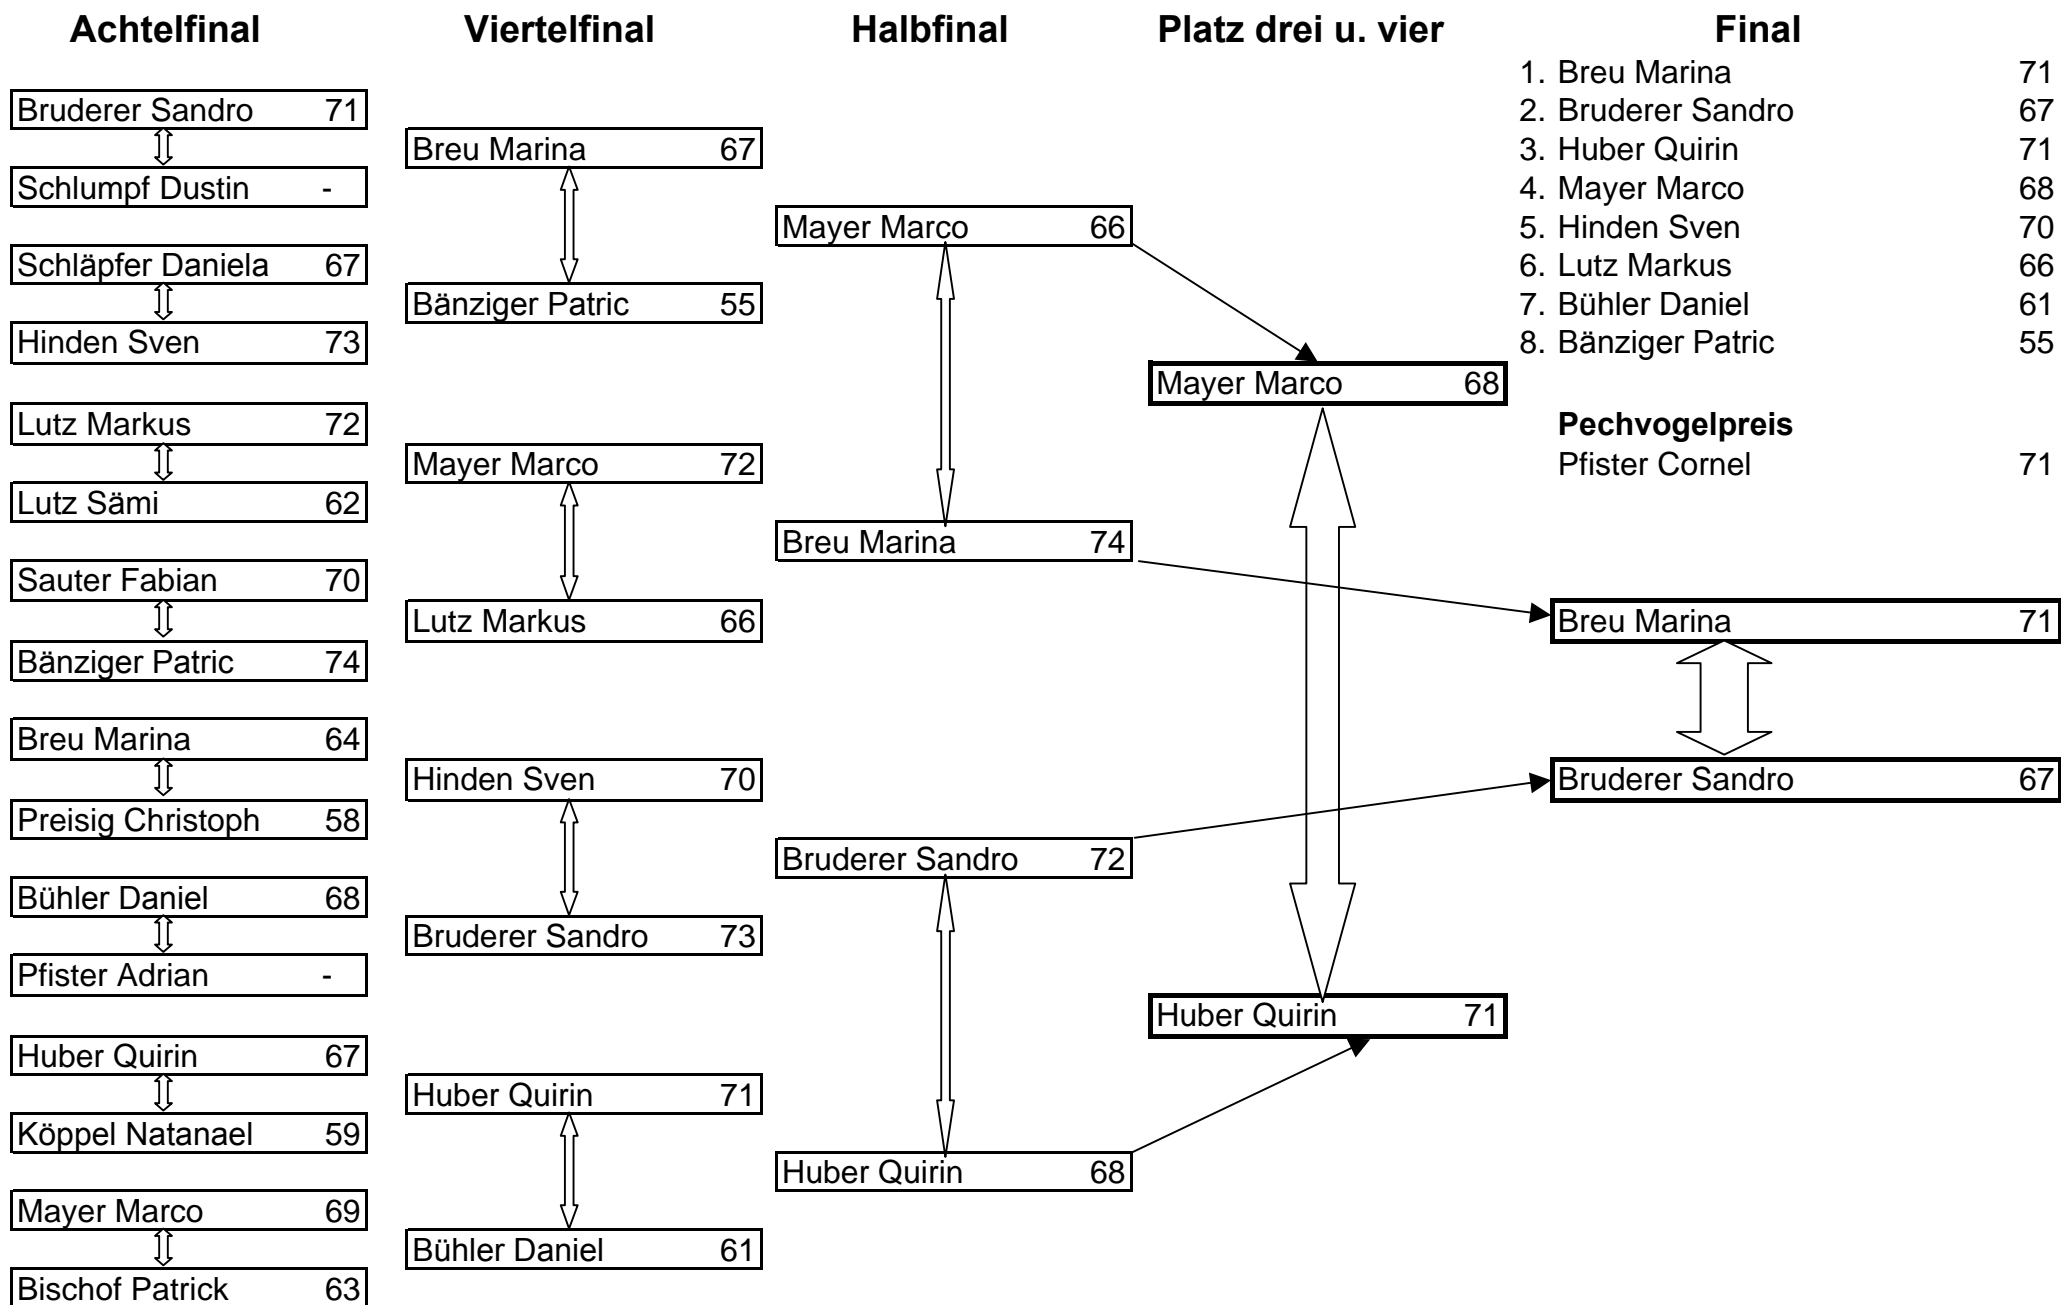 Achtelfinal
Bruderer Sandro 71
Schlumpf Dustin -
Schläpfer Daniela 67
Hinden Sven 73
Lutz Markus 72
Lutz Sämi 62
Sauter Fabian 70
Bänziger Patric 74
Breu Marina 64
Preisig Christoph 58
Bühler Daniel 68
Pfister Adrian -
Huber Quirin 67
Köppel Natanael 59
Mayer Marco 69
Bischof Patrick 63
Viertelfinal
Breu Marina 67
Bänziger Patric 55
Mayer Marco 72
Lutz Markus 66
Hinden Sven 70
Bruderer Sandro 73
Huber Quirin 71
Bühler Daniel 61
Halbfinal
Mayer Marco 66
Breu Marina 74
Bruderer Sandro 72
Huber Quirin 68
Platz drei u. vier
Mayer Marco 68
Huber Quirin 71
Final
1. Breu Marina 71
2. Bruderer Sandro 67
3. Huber Quirin 71
4. Mayer Marco 68
5. Hinden Sven 70
6. Lutz Markus 66
7. Bühler Daniel 61
8. Bänziger Patric 55
Pechvogelpreis
Pfister Cornel 71
Breu Marina 71
Bruderer Sandro 67